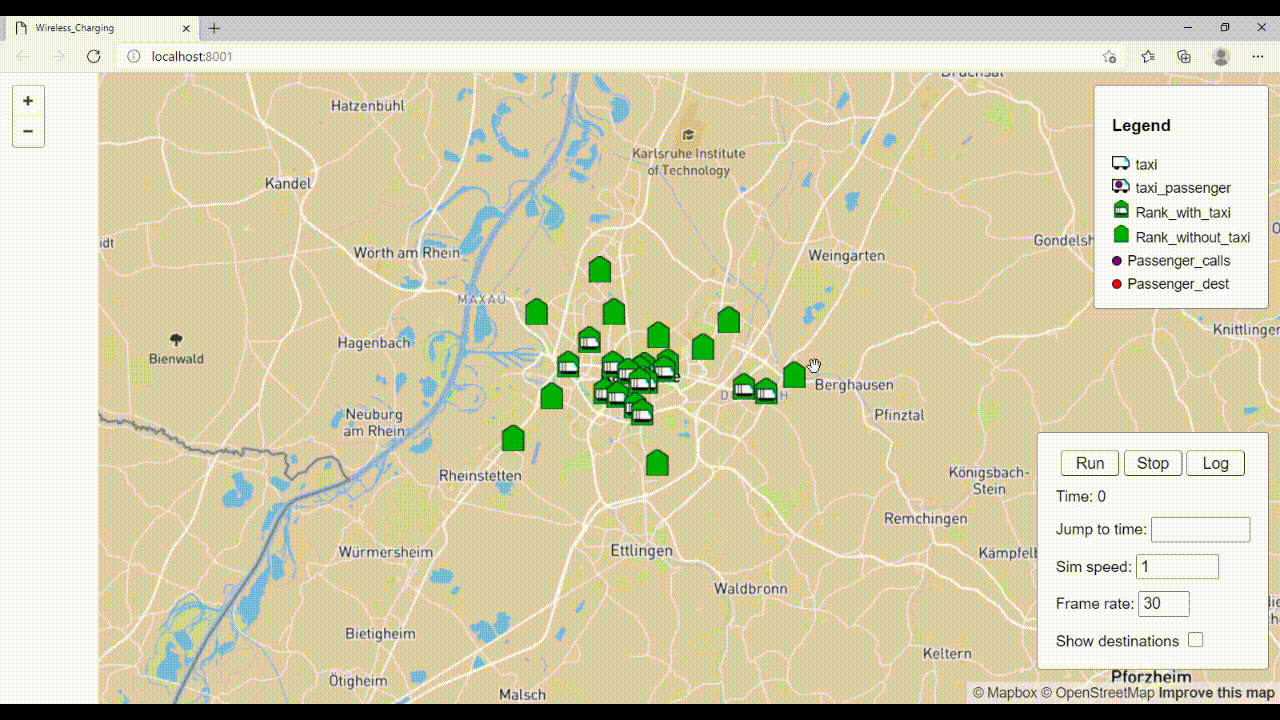 Wireless_Charging
localhost:8001
+
−
Bruchsal
Hatzenbühl
Karlsruhe Institute
of Technology
Kandel
Wörth am Rhein
Weingarten
MAXAU
Hagenbach
Bienwald
Berghausen
Neuburg
am Rhein
Pfinztal
Rheinstetten
Königsbach-
Stein
Remchingen
Würmersheim
Ettlingen
Waldbronn
Bietigheim
Keltern
Ötigheim
Malsch
Pforzheim
Knittlinger
Gondelsh
Kämpfelb
idt
Legend
taxi
taxi_passenger
Rank_with_taxi
Rank_without_taxi
Passenger_calls
Passenger_dest
Run Stop Log
Time: 0
Jump to time:
Sim speed: 1
Frame rate: 30
Show destinations
© Mapbox © OpenStreetMap Improve this map